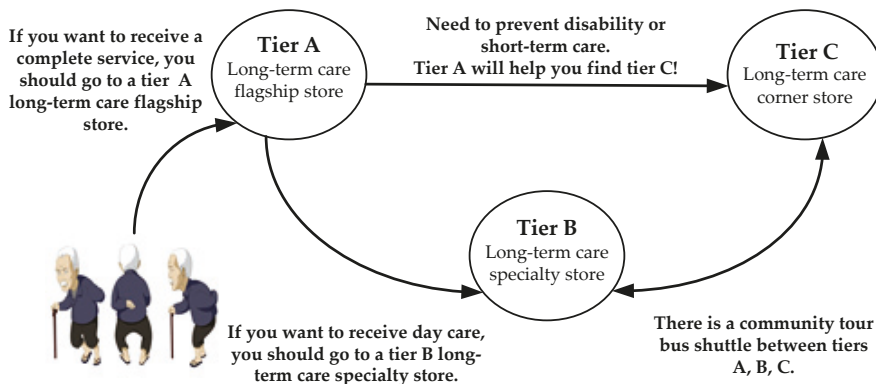 If you want to receive a
complete service, you
should go to a tier A
long-term care flagship
store.
Tier A
Long-term care
flagship store
Need to prevent disability or
short-term care.
Tier A will help you find tier C!
Tier C
Long-term care
corner store
Tier B
Long-term care
specialty store
If you want to receive day care,
you should go to a tier B long-
term care specialty store.
There is a community tour
bus shuttle between tiers
A, B, C.